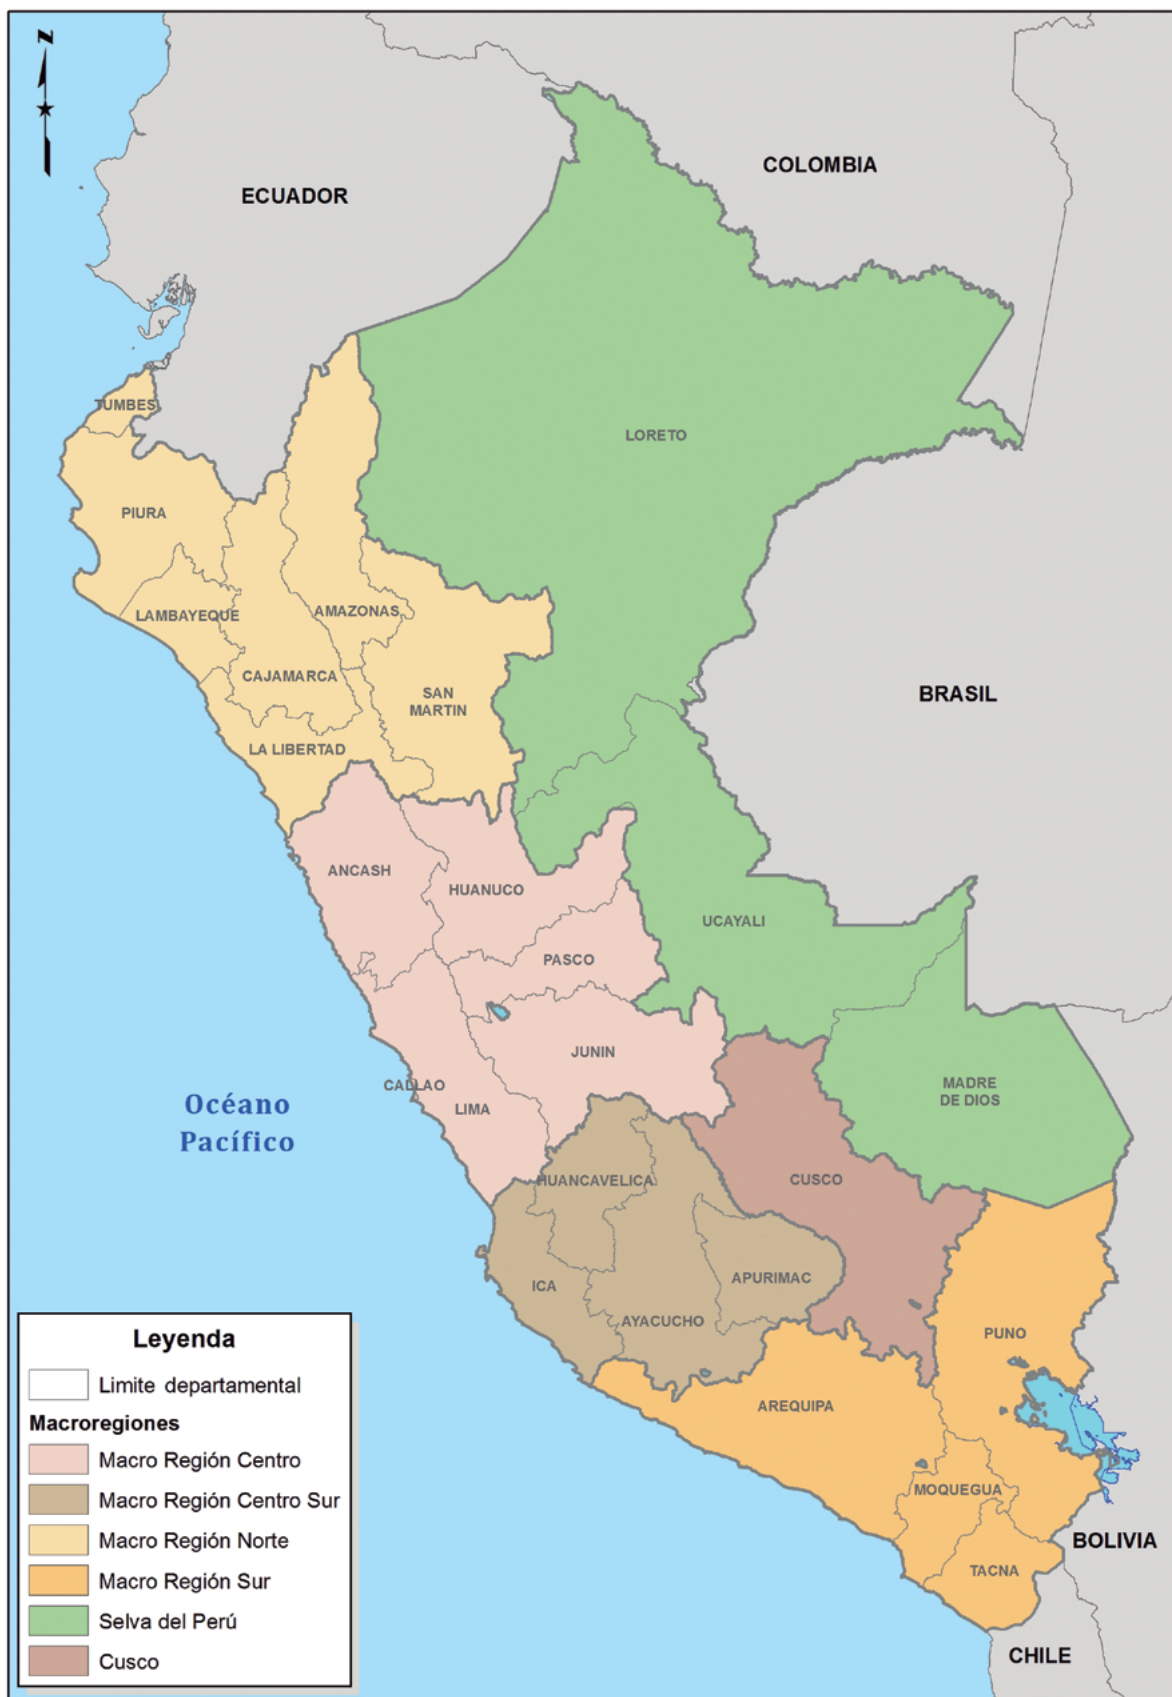 N
COLOMBIA
ECUADOR
TUMBES
LORETO
PIURA
LAMBAYEQUE
AMAZONAS
CAJAMARCA
SAN
MARTIN
BRASIL
LA LIBERTAD
ANCASH
HUANUCO
UCAYALI
PASCO
JUNIN
CALLAO
LIMA
MADRE
DE DIOS
Océano
Pacífico
HUANCAVELICA
CUSCO
ICA
APURIMAC
AYACUCHO
PUNO
AREQUIPA
MOQUEGUA
BOLIVIA
TACNA
CHILE
Leyenda
Limite departamental
Macroregiones
Macro Región Centro
Macro Región Centro Sur
Macro Región Norte
Macro Región Sur
Selva del Perú
Cusco